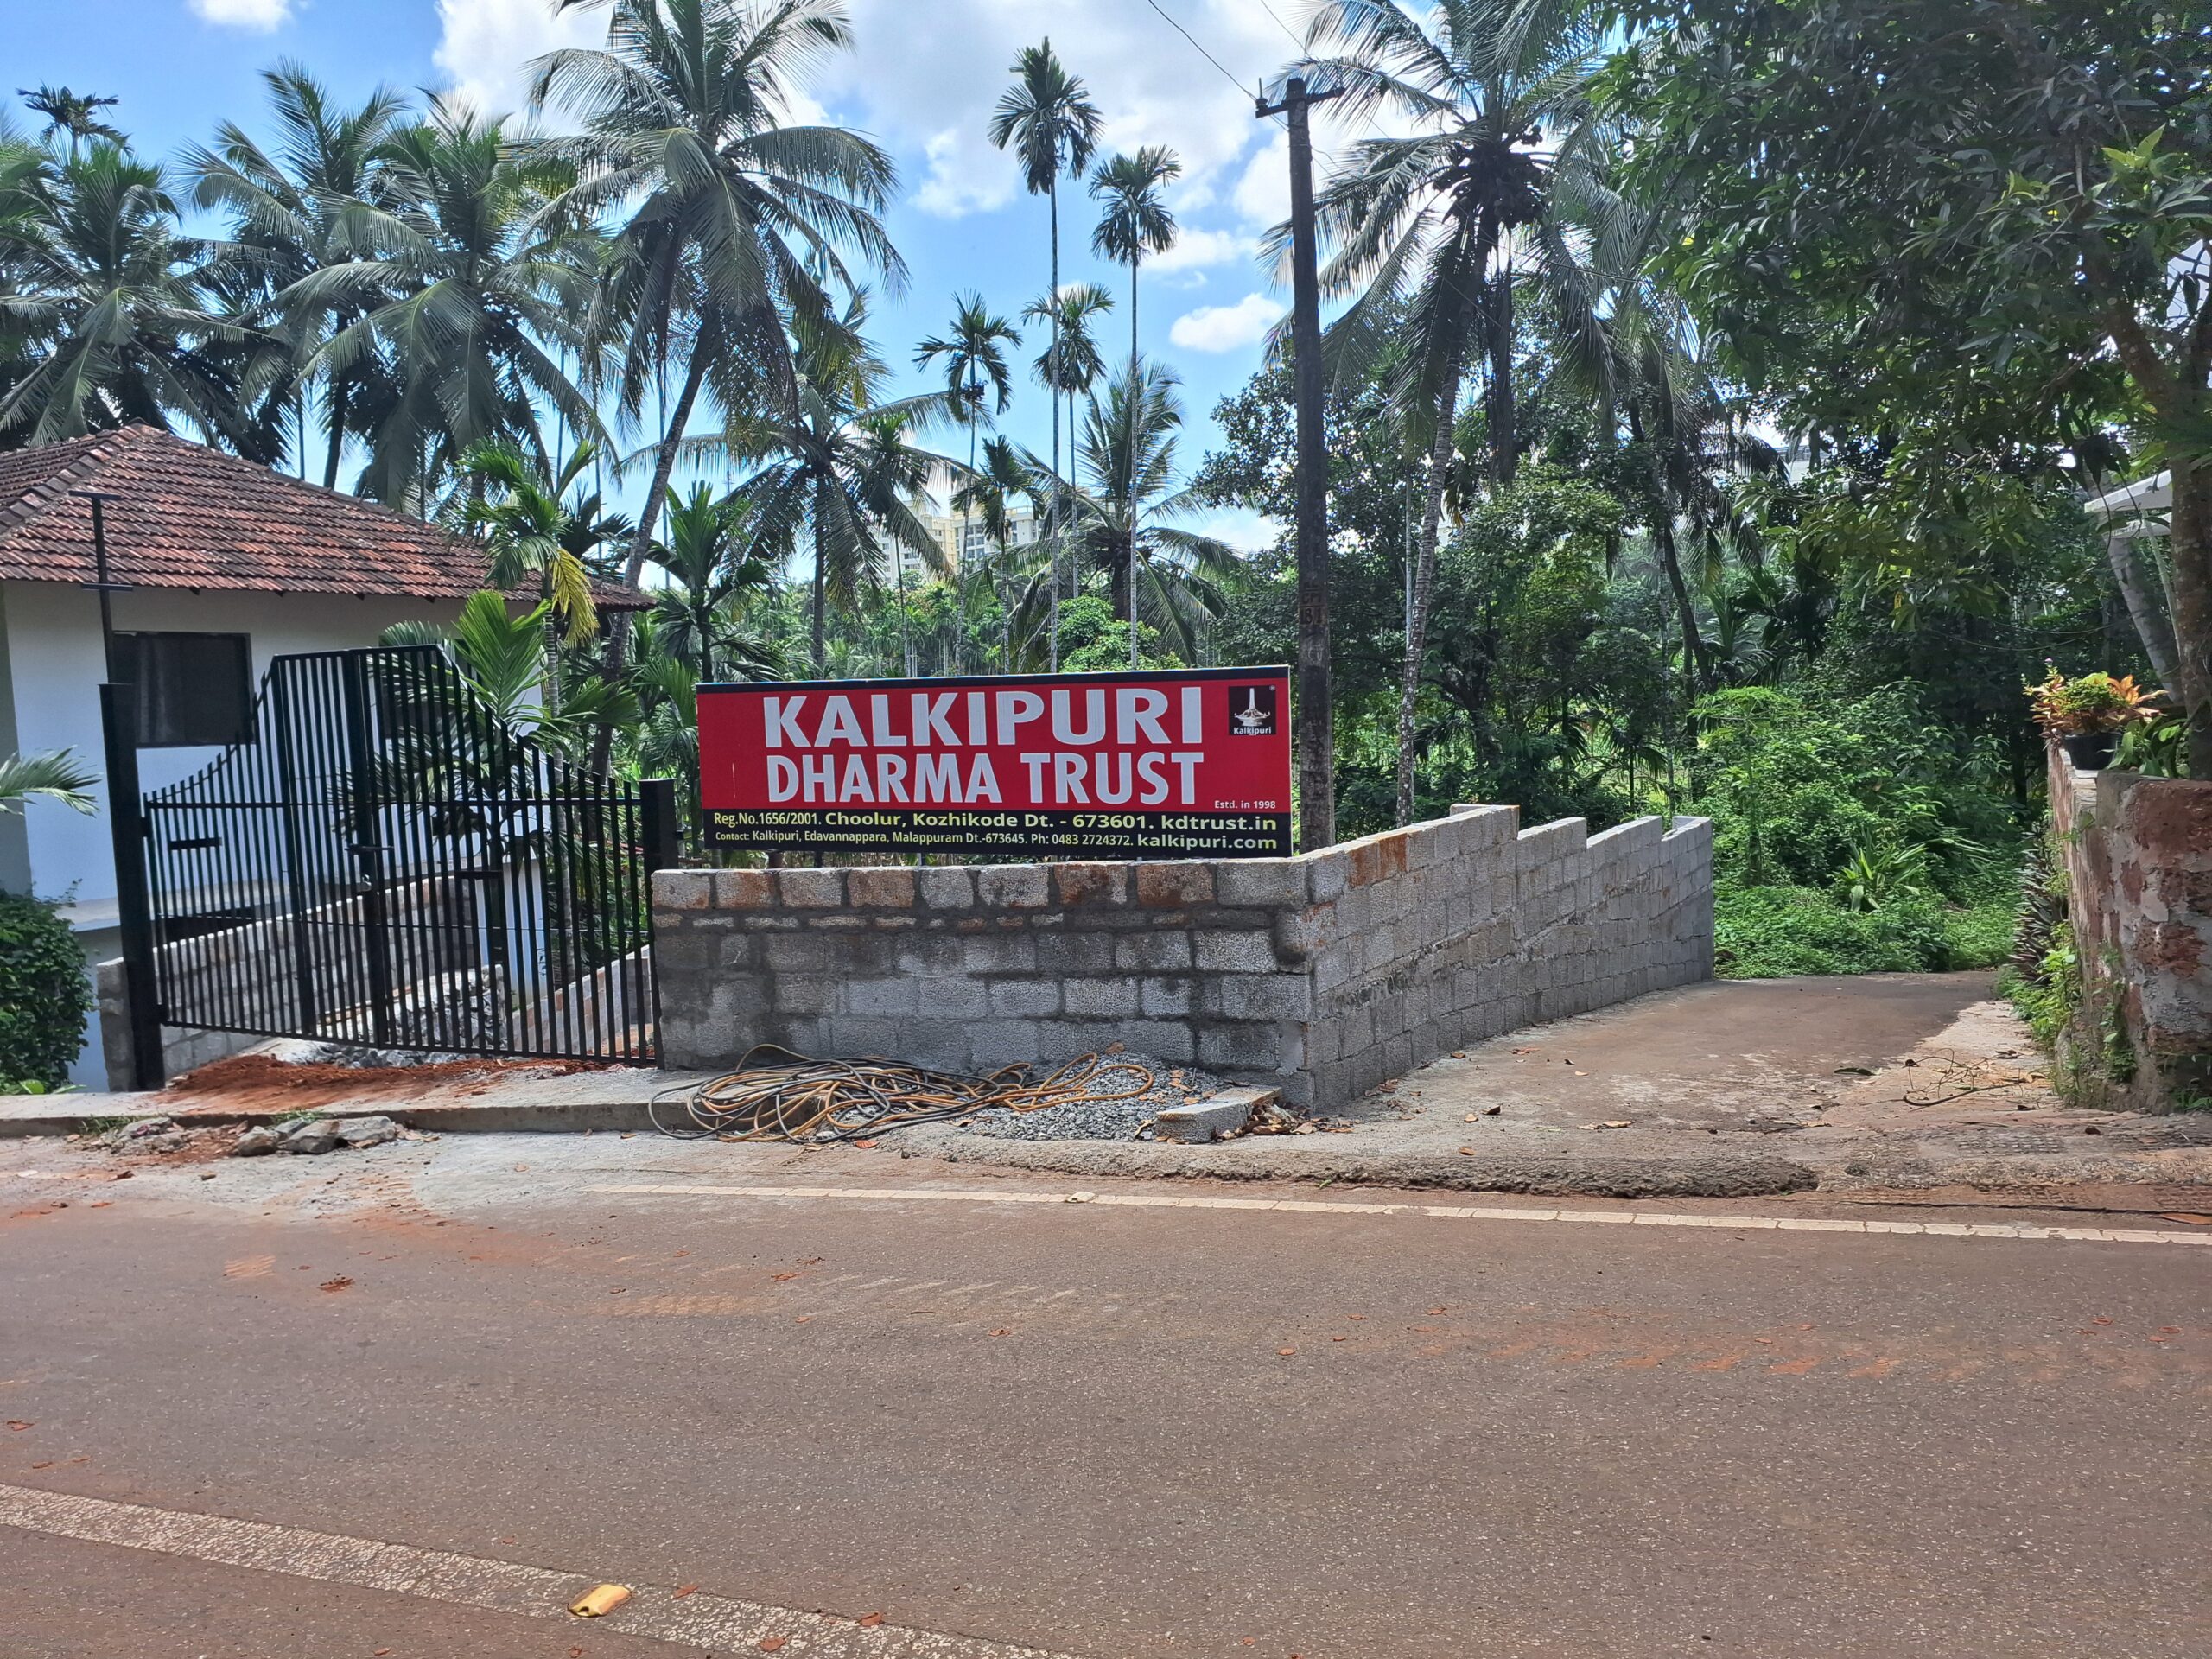 KALKIPURI
DHARMA TRUST
Kalkipuri
Estd. in 1998
Reg.No.1656/2001. Choolur, Kozhikode Dt. - 673601. kdtrust.in
Contact: Kalkipuri, Edavannappara, Malappuram Dt.-673645. Ph: 0483 2724372. kalkipuri.com